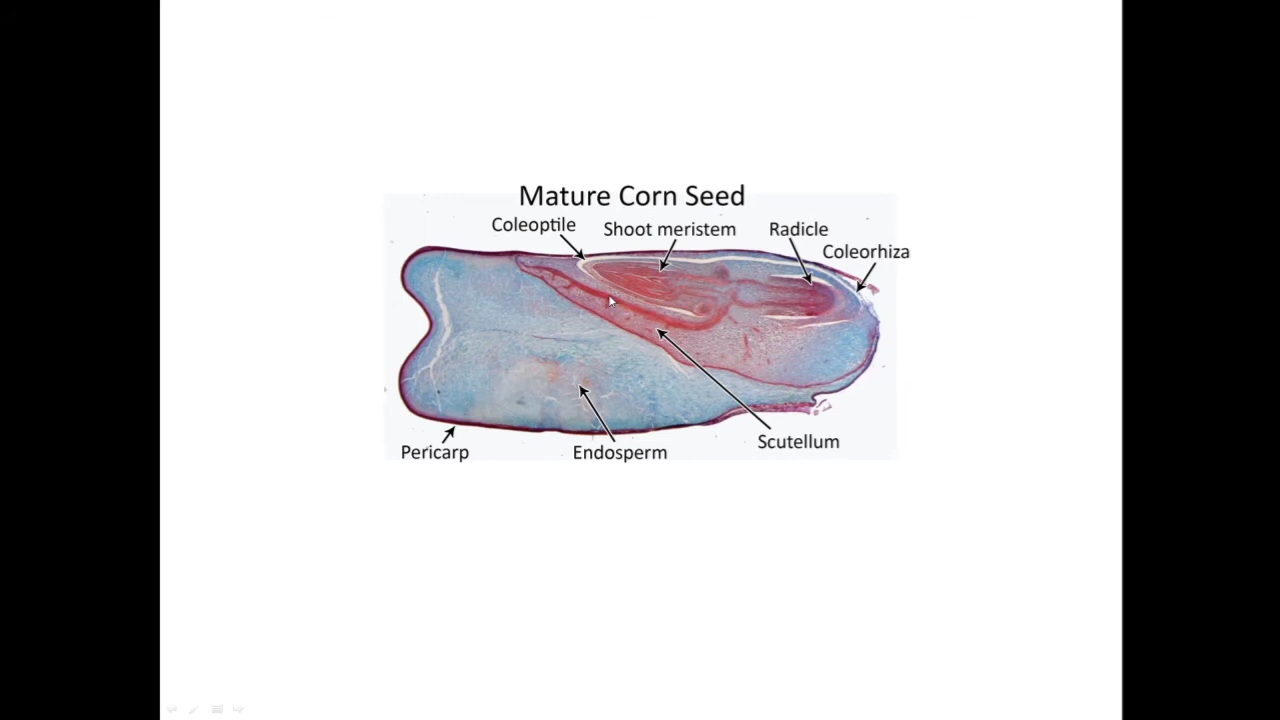 Mature Corn Seed
Coleoptile
Shoot meristem
Radicle
Coleorhiza
Pericarp
Endosperm
Scutellum